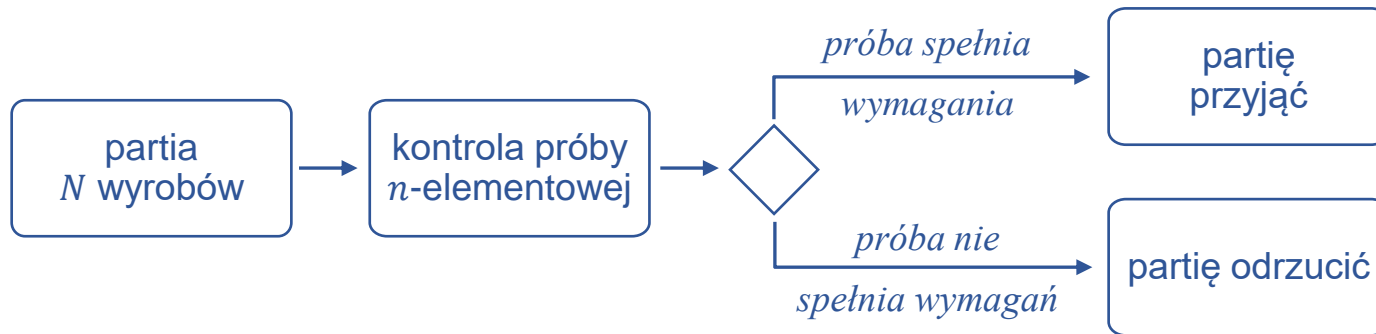 partia
N wyrobów
kontrola próby
n-elementowej
próba spełnia
wymagania
partię
przyjąć
próba nie
spełnia wymagań
partię odrzucić